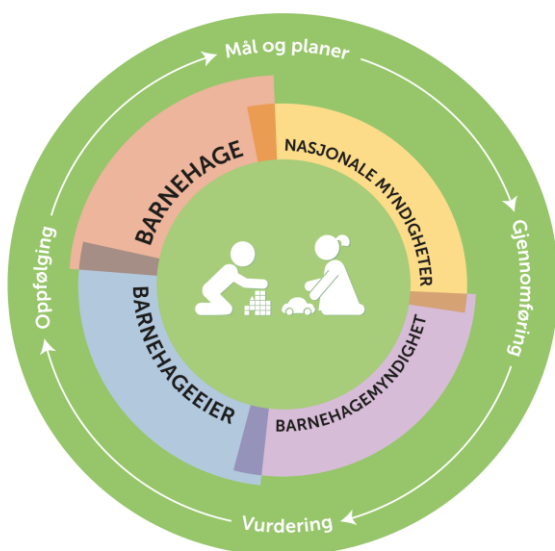 Mål og planer
Gjennomføring
Vurdering
Oppfølging
BARNEHAGE
NASJONALE MYNDIGHETER
BARNEHAGEMYNDIGHET
BARNEHAGEEIER